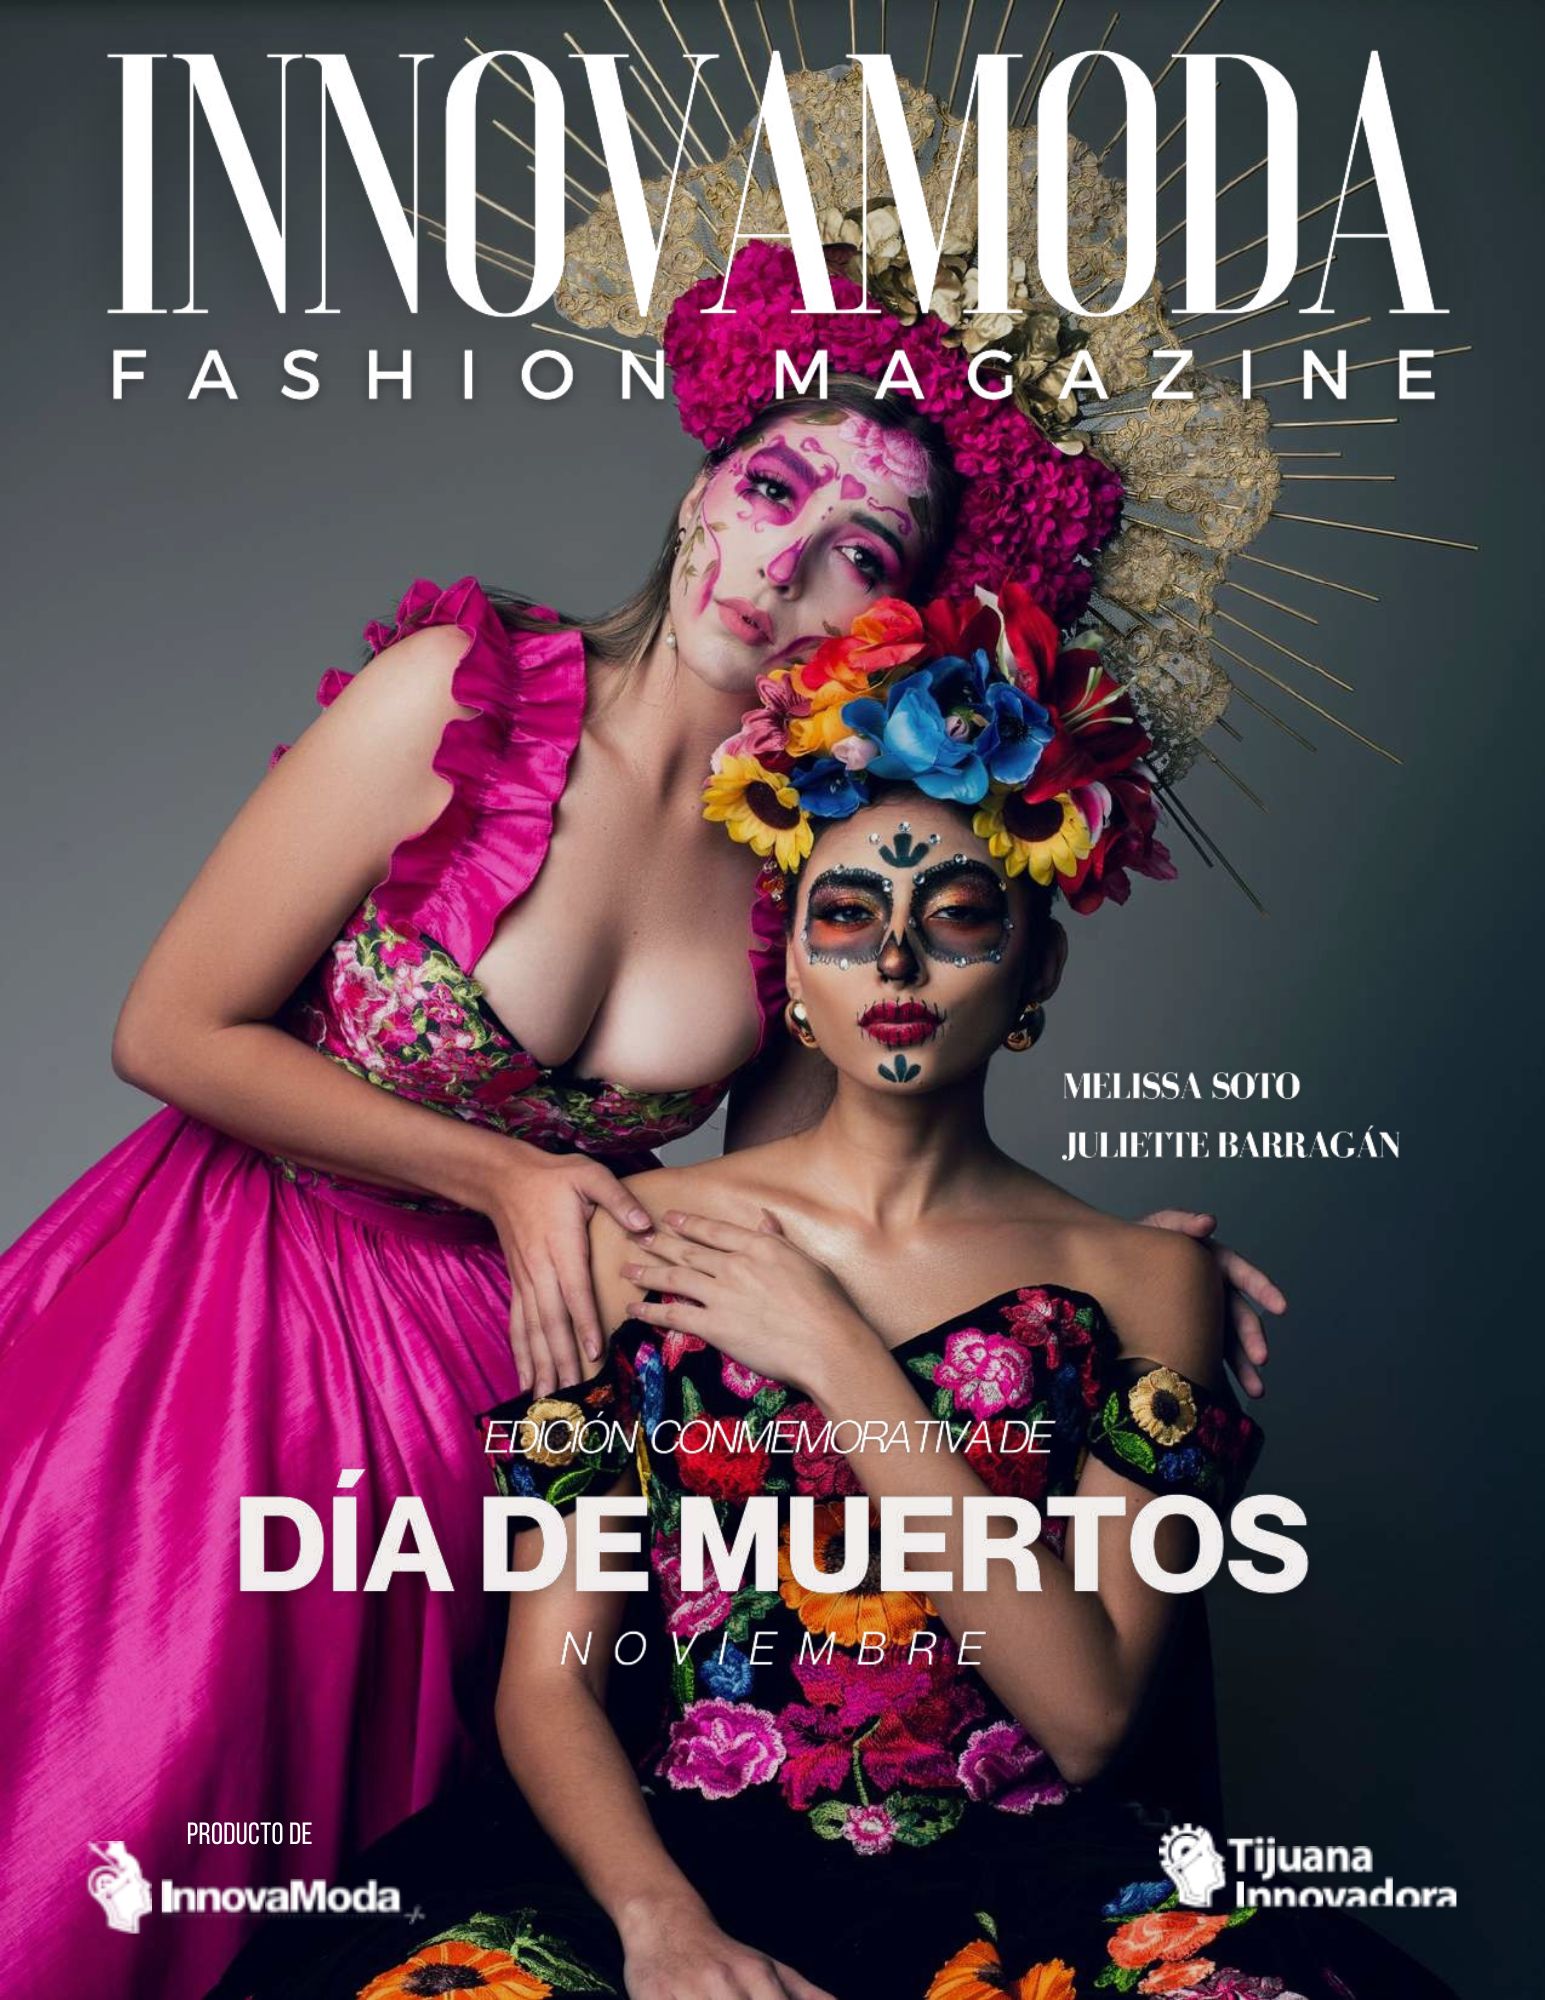 INNOVAMODA
FASHION MAGAZINE
MELISSA SOTO
JULIETTE BARRAGÁN
EDICIÓN CONMEMORATIVA DE
DÍA DE MUERTOS
NOVIEMBRE
PRODUCTO DE
InnovaModa
Tijuana
Innovadora